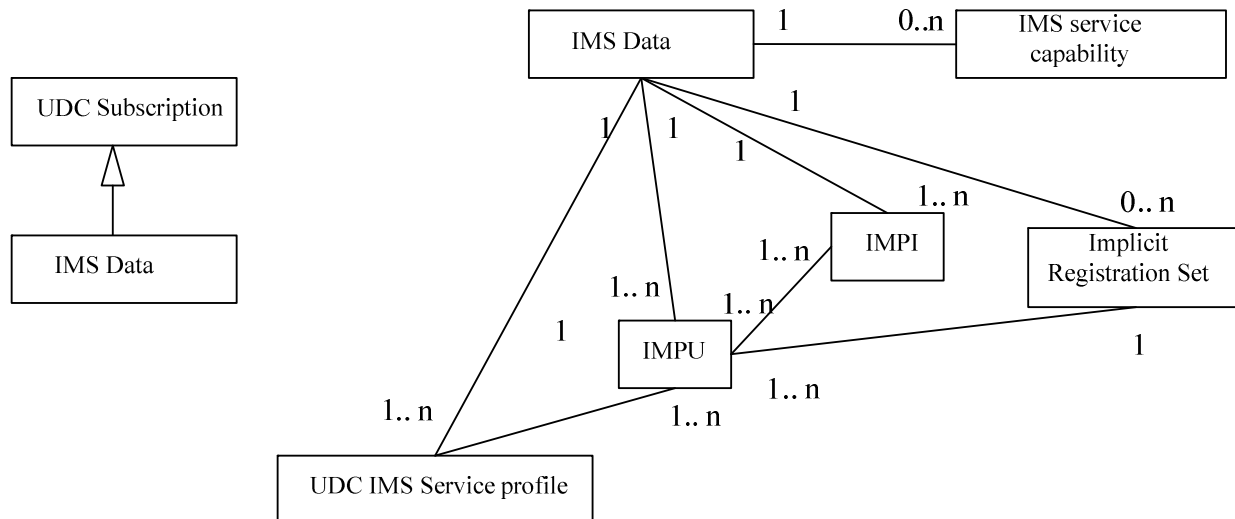 1
0..n
IMS Data
IMS service
capability
UDC Subscription
1
1
1
1
1.. n
0.. n
IMS Data
1.. n
IMPI
Implicit
Registration Set
1.. n
1.. n
1
IMPU
1
1.. n
1.. n
1.. n
UDC IMS Service profile